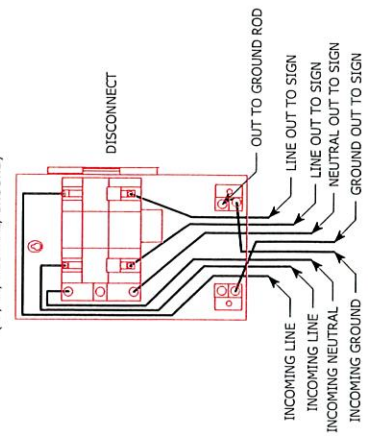 DISCONNECT
OUT TO GROUND ROD
LINE OUT TO SIGN
LINE OUT TO SIGN
NEUTRAL OUT TO SIGN
GROUND OUT TO SIGN
INCOMING LINE
INCOMING LINE
INCOMING NEUTRAL
INCOMING GROUND